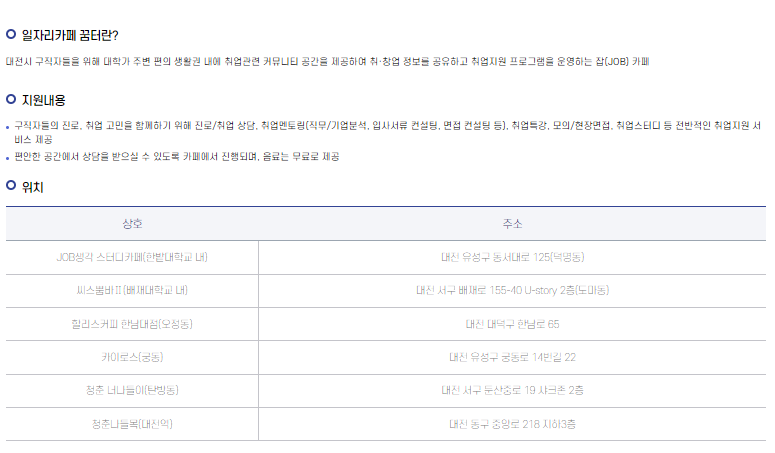 일자리카페 꿈터란?
대전시 구직자들을 위해 대학가 주변 편의 생활권 내에 취업관련 커뮤니티 공간을 제공하여 취·창업 정보를 공유하고 취업지원 프로그램을 운영하는 잡(JOB) 카페
지원내용
구직자들의 진로, 취업 고민을 함께하기 위해 진로/취업 상담, 취업멘토링(직무/기업분석, 입사서류 컨설팅, 면접 컨설팅 등), 취업특강, 모의/현장면접, 취업스터디 등 전반적인 취업지원 서
비스 제공
편안한 공간에서 상담을 받으실 수 있도록 카페에서 진행되며, 음료는 무료로 제공
위치
상호 주소
JOB생각 스터디카페(한밭대학교 내) 대전 유성구 동서대로 125(덕명동)
씨스뿜바Ⅱ(배재대학교 내) 대전 서구 배재로 155-40 U-story 2층(도마동)
할리스커피 한남대점(오정동) 대전 대덕구 한남로 65
카이로스(궁동) 대전 유성구 궁동로 14번길 22
청춘 너나들이(탄방동) 대전 서구 둔산중로 19 샤크존 2층
청춘나들목(대전역) 대전 동구 중앙로 218 지하3층